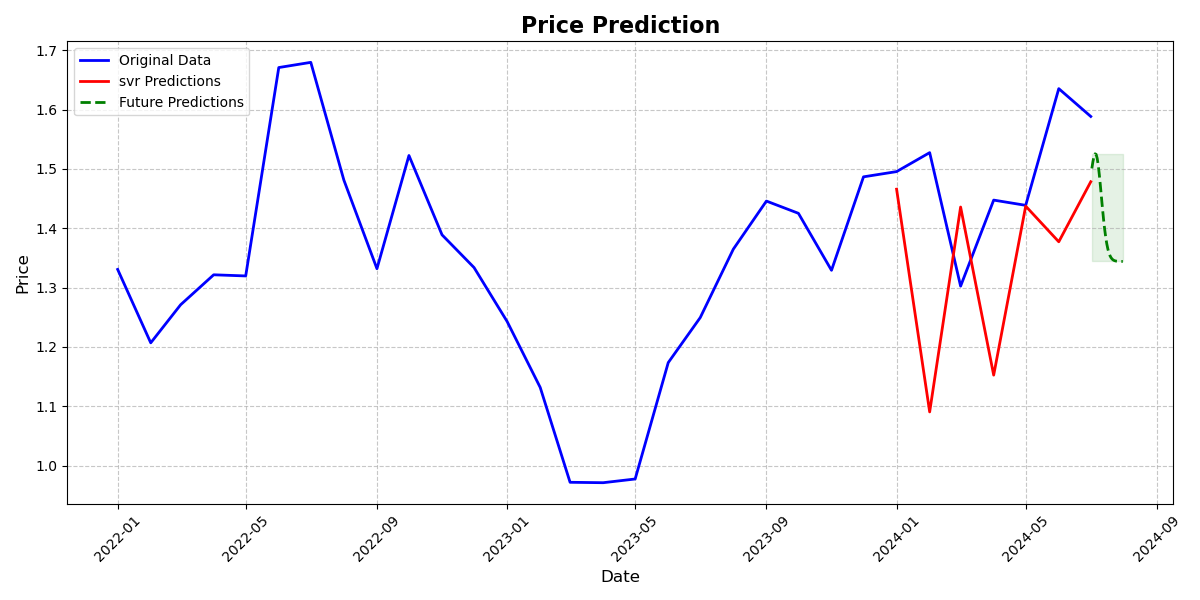 Price Prediction
Original Data
svr Predictions
Future Predictions
Price
1.7
1.6
1.5
1.4
1.3
1.2
1.1
1.0
2022-01
2022-05
2022-09
2023-01
2023-05
2023-09
2024-01
2024-05
2024-09
Date